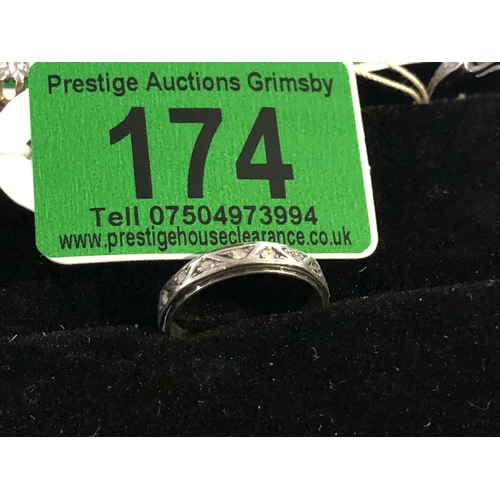 Prestige Auctions Grimsby
174
Tell 07504973994
www.prestigehouseclearance.co.uk